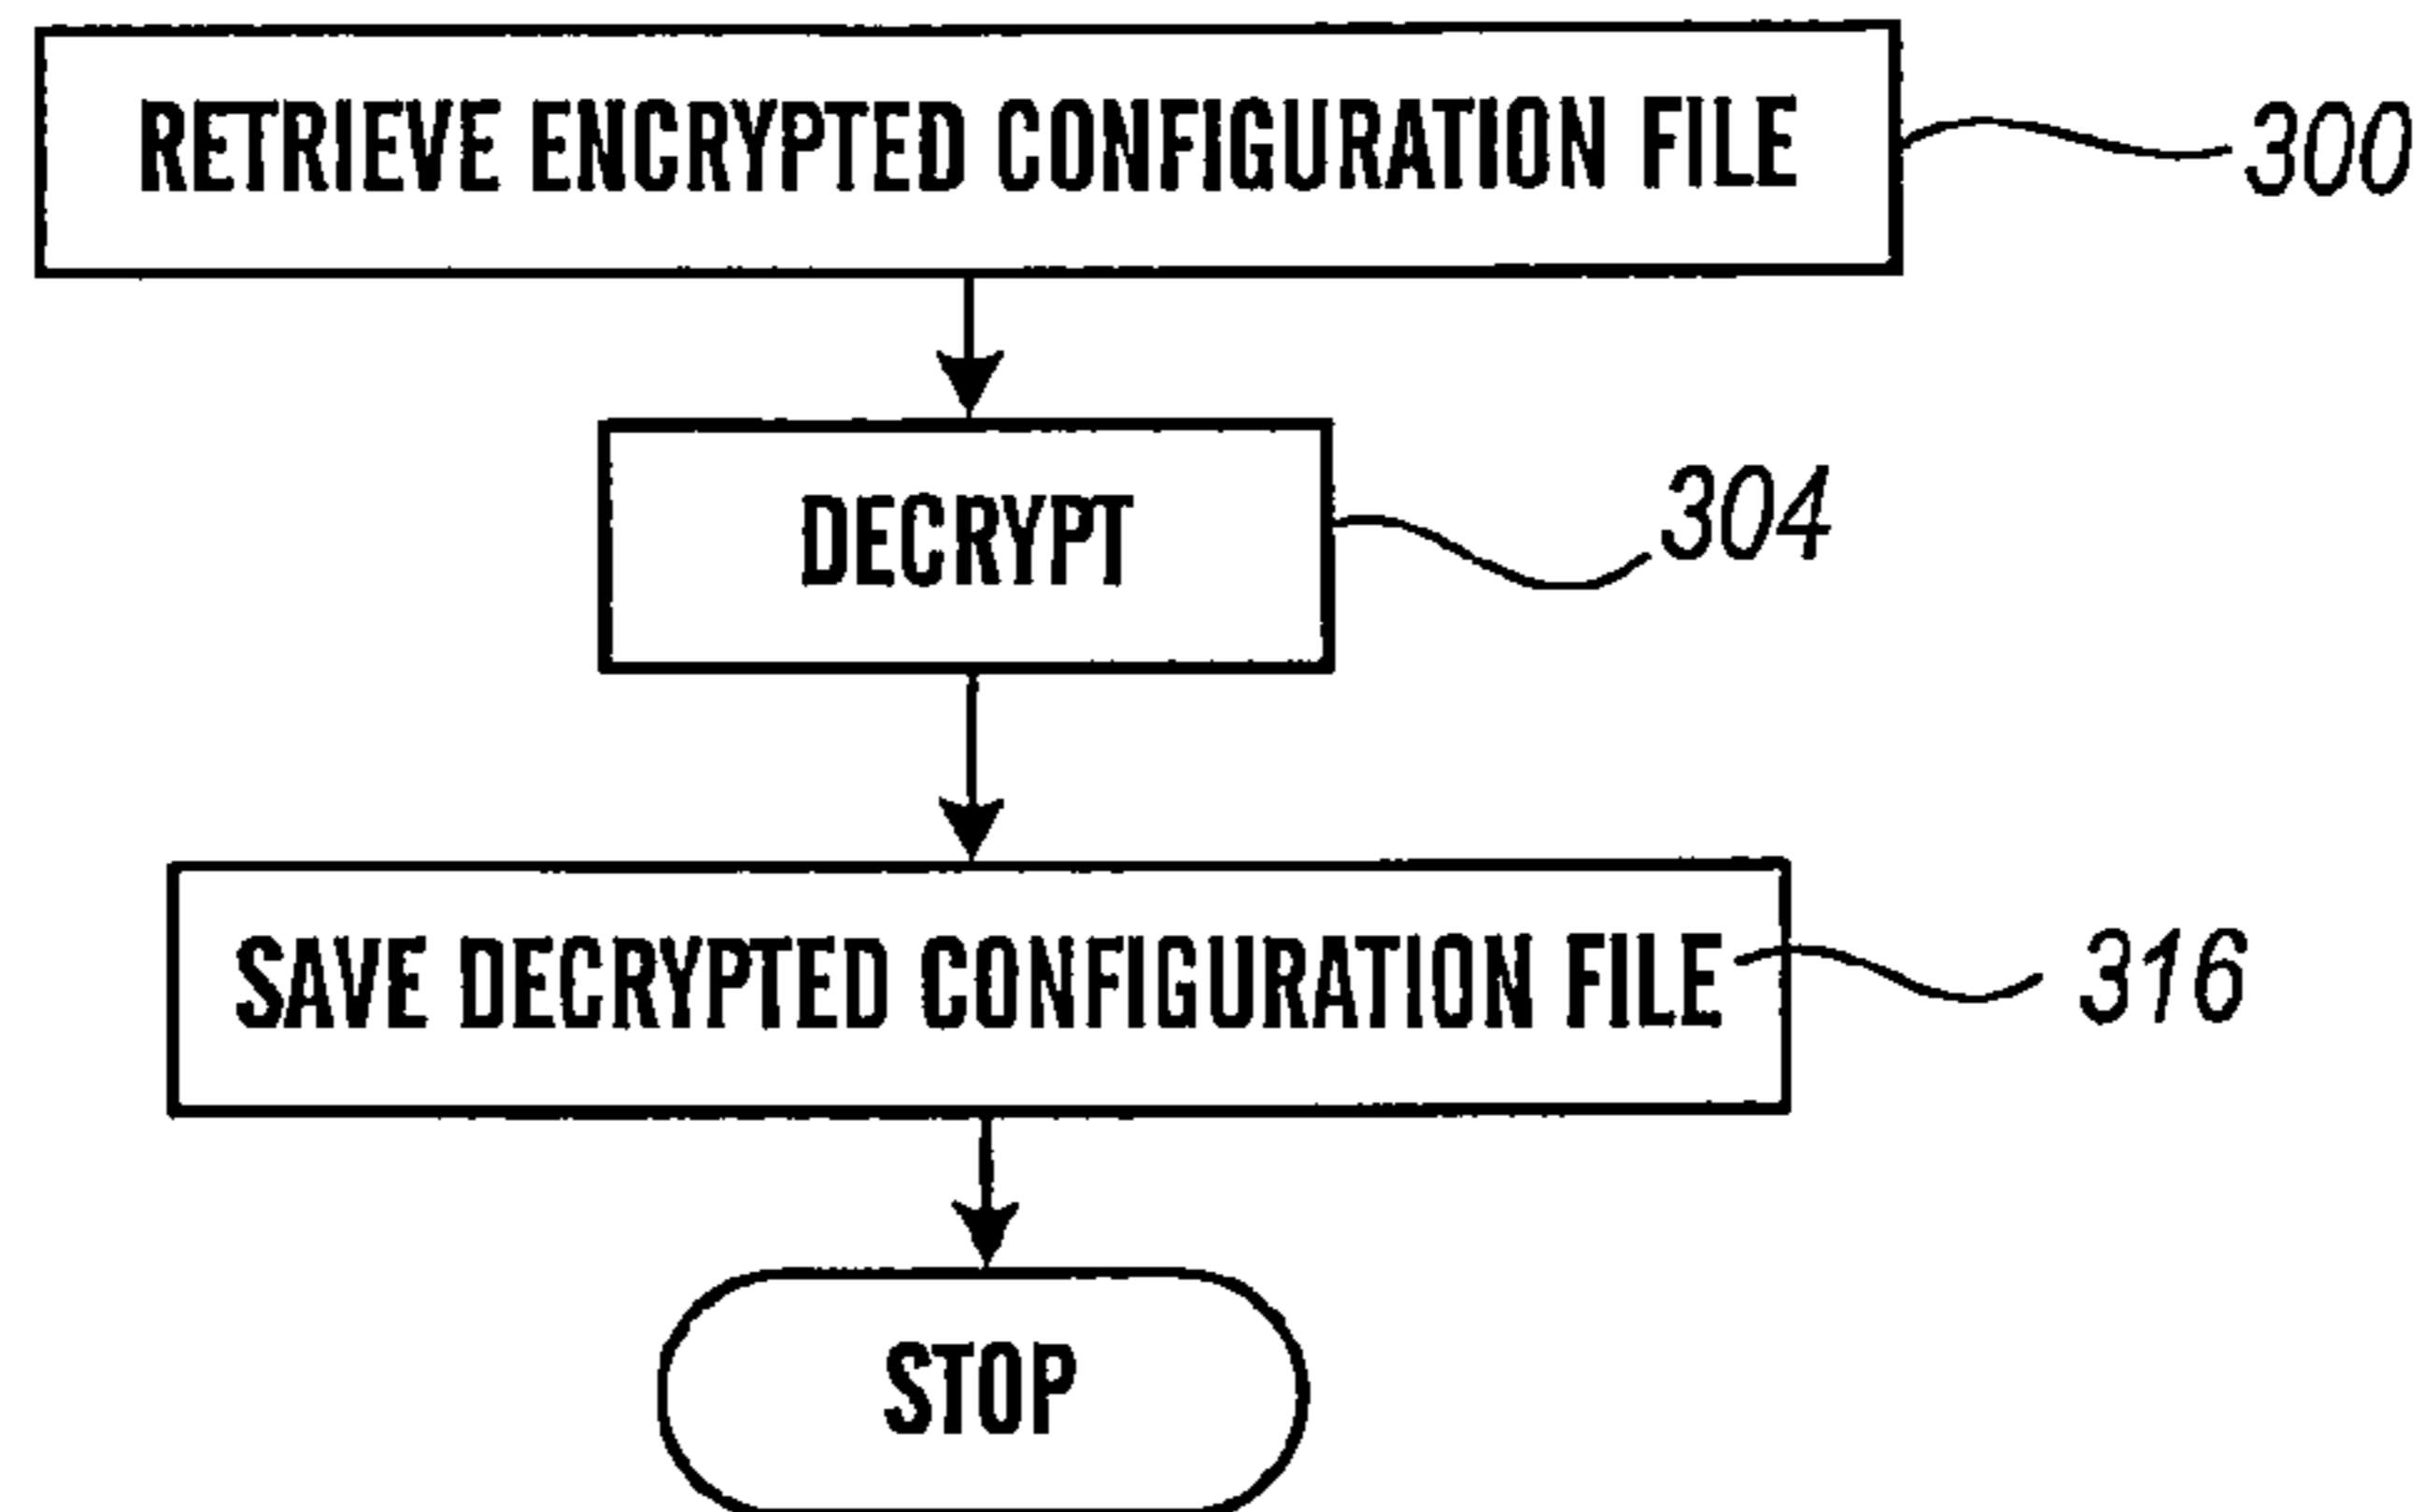 RETRIEVE ENCRYPTED CONFIGURATION FILE 300
DECRYPT 304
SAVE DECRYPTED CONFIGURATION FILE 316
STOP